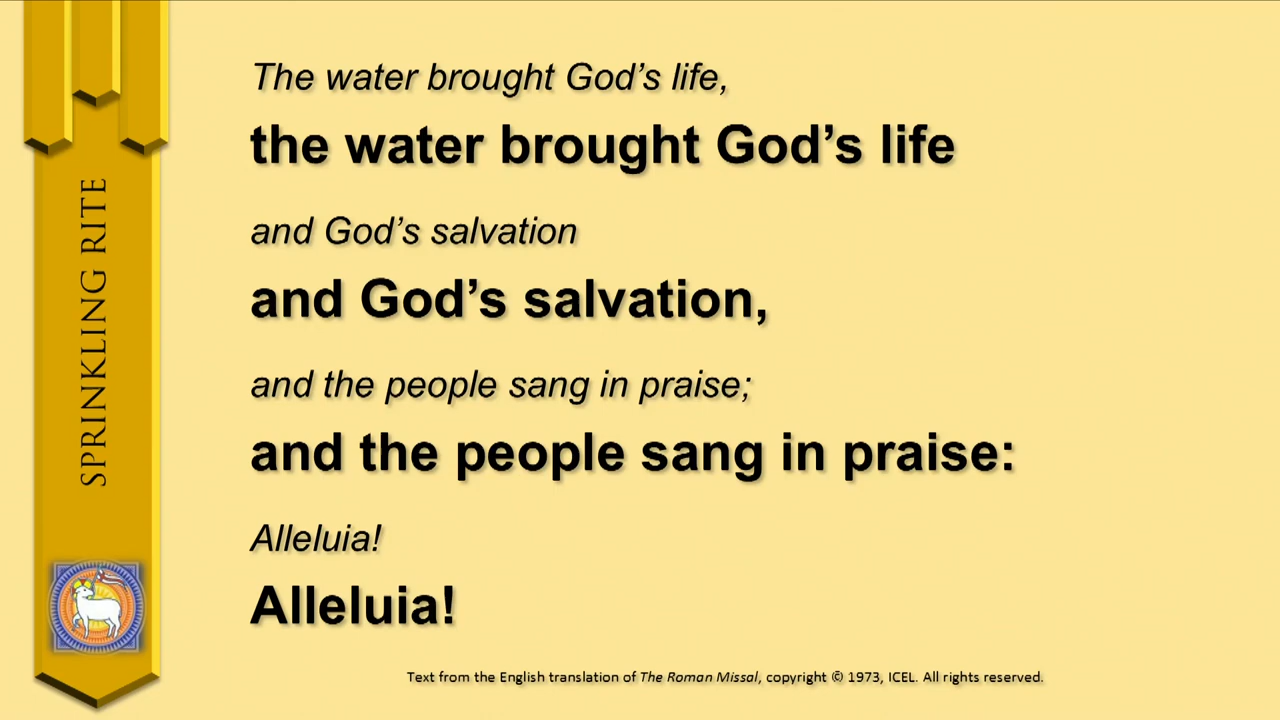 SPRINKLING RITE
The water brought God’s life,
the water brought God’s life
and God’s salvation
and God’s salvation,
and the people sang in praise;
and the people sang in praise:
Alleluia!
Alleluia!
Text from the English translation of The Roman Missal, copyright © 1973, ICEL. All rights reserved.